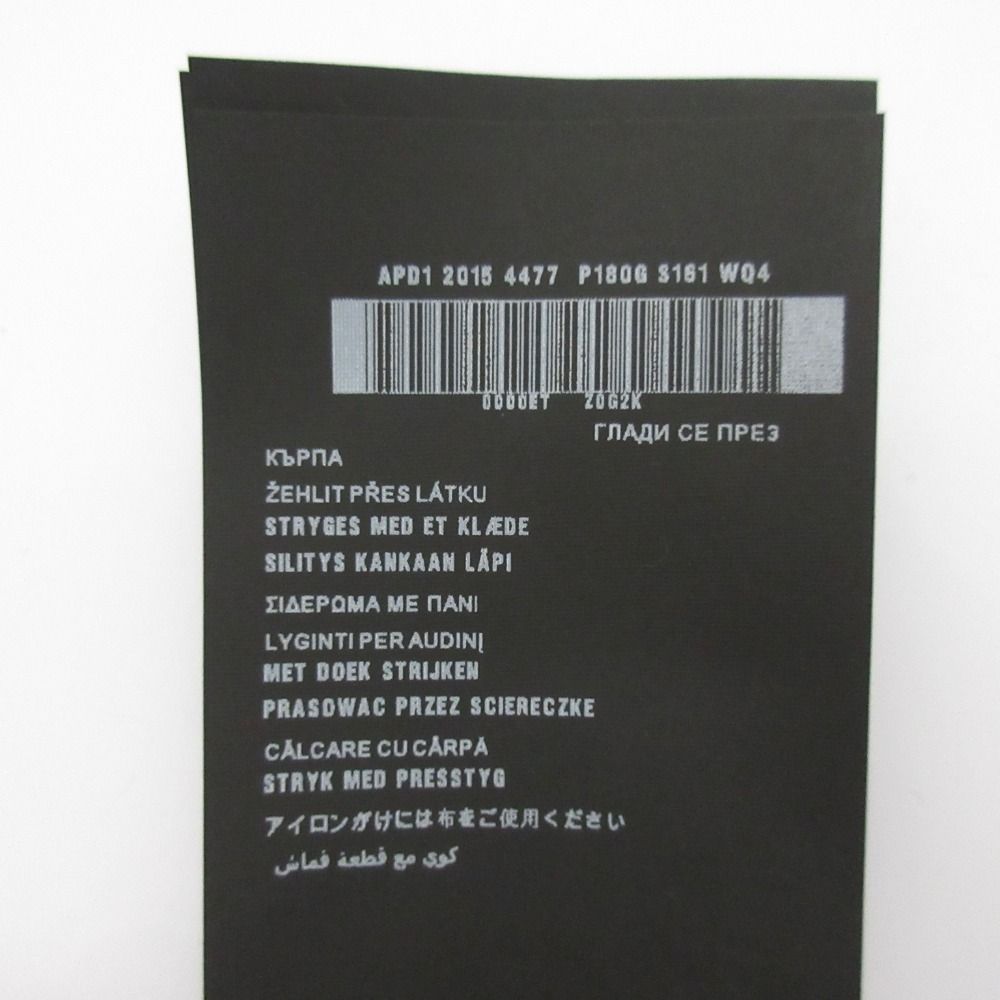 APD1 2015 4477 P180G S161 WQ4
0000ET Z0G2K
ГЛАДИ СЕ ПРЕЗ
КЪРПА
ŽEHLIT PŘES LÁTKU
STRYGES MED ET KLÆDE
SILITYS KANKAAN LÄPI
ΣΙΔΕΡΩΜΑ ΜΕ ΠΑΝΙ
LYGINTI PER AUDINĮ
MET DOEK STRIJKEN
PRASOWAC PRZEZ SCIERECZKE
CĂLCARE CU CÂRPĂ
STRYK MED PRESSTYG
アイロンがけには布をご使用ください
كوي مع قطعة قماش